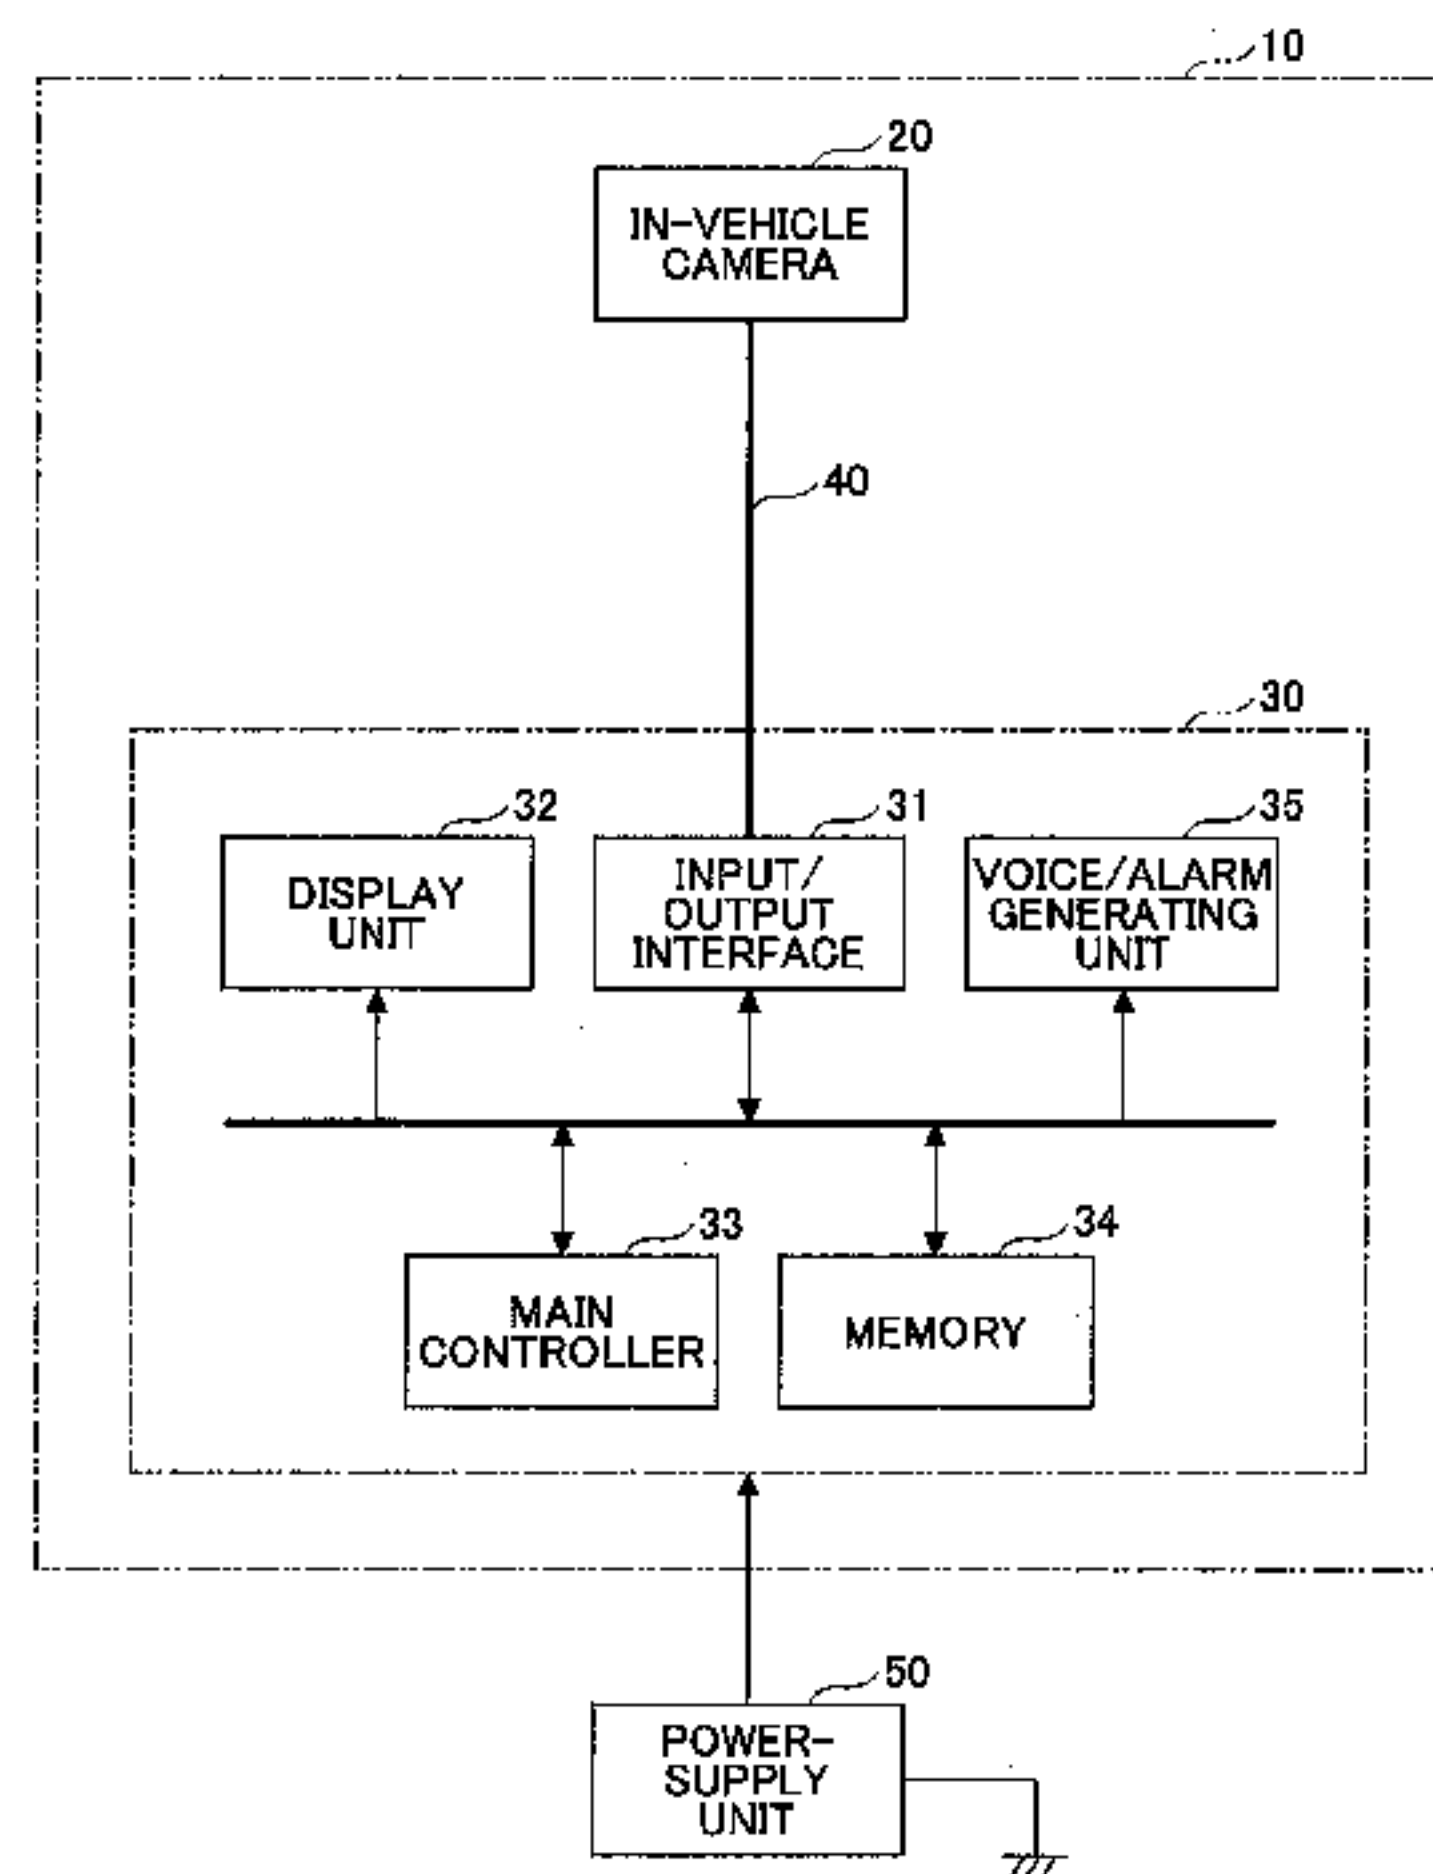 10
20
IN-VEHICLE
CAMERA
40
30
32
31
35
DISPLAY
UNIT
INPUT/
OUTPUT
INTERFACE
VOICE/ALARM
GENERATING
UNIT
33
34
MAIN
CONTROLLER
MEMORY
50
POWER-
SUPPLY
UNIT